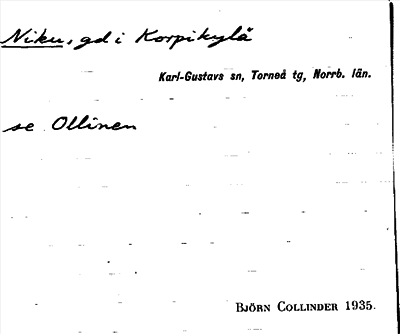 Niku, gd i Korpikylä
Karl-Gustavs sn, Torneå tg, Norrb. län.
se Ollinen
BJÖRN COLLINDER 1935.